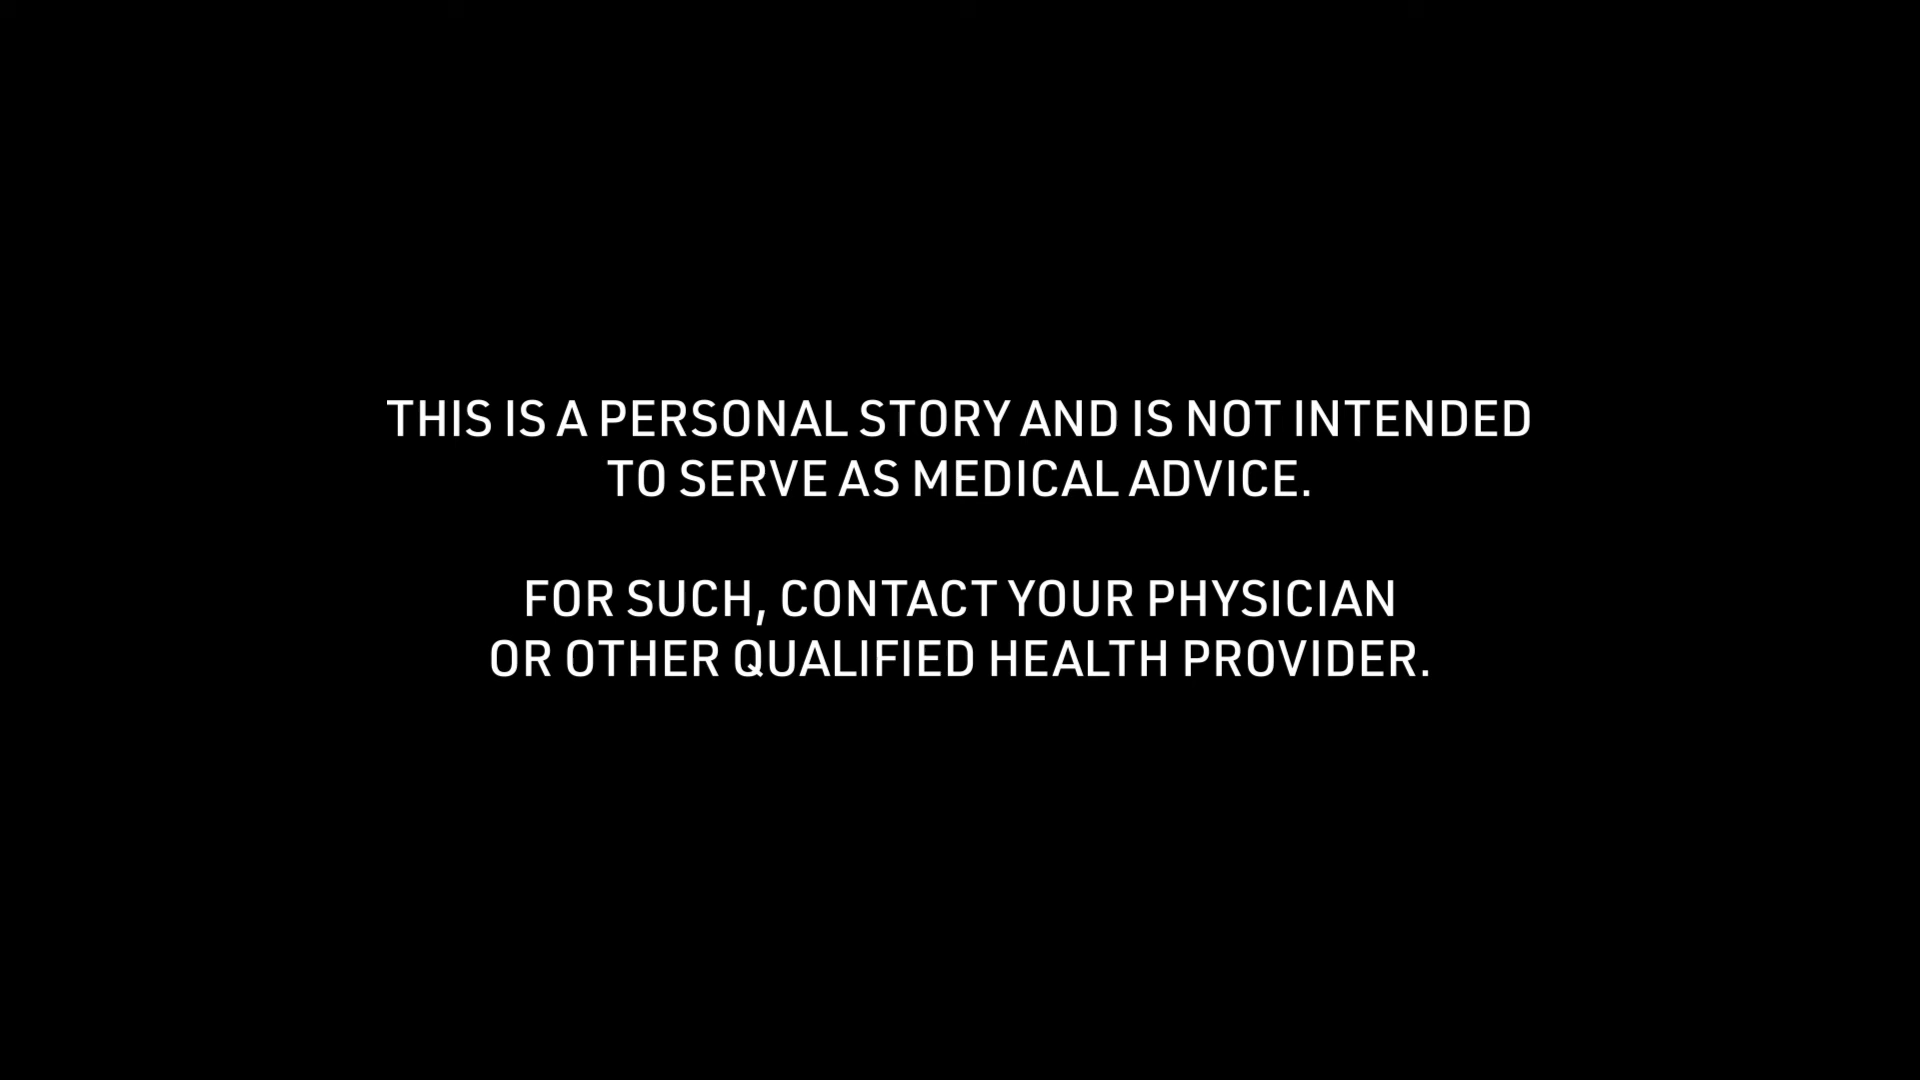 THIS IS A PERSONAL STORY AND IS NOT INTENDED
TO SERVE AS MEDICAL ADVICE.
FOR SUCH, CONTACT YOUR PHYSICIAN
OR OTHER QUALIFIED HEALTH PROVIDER.